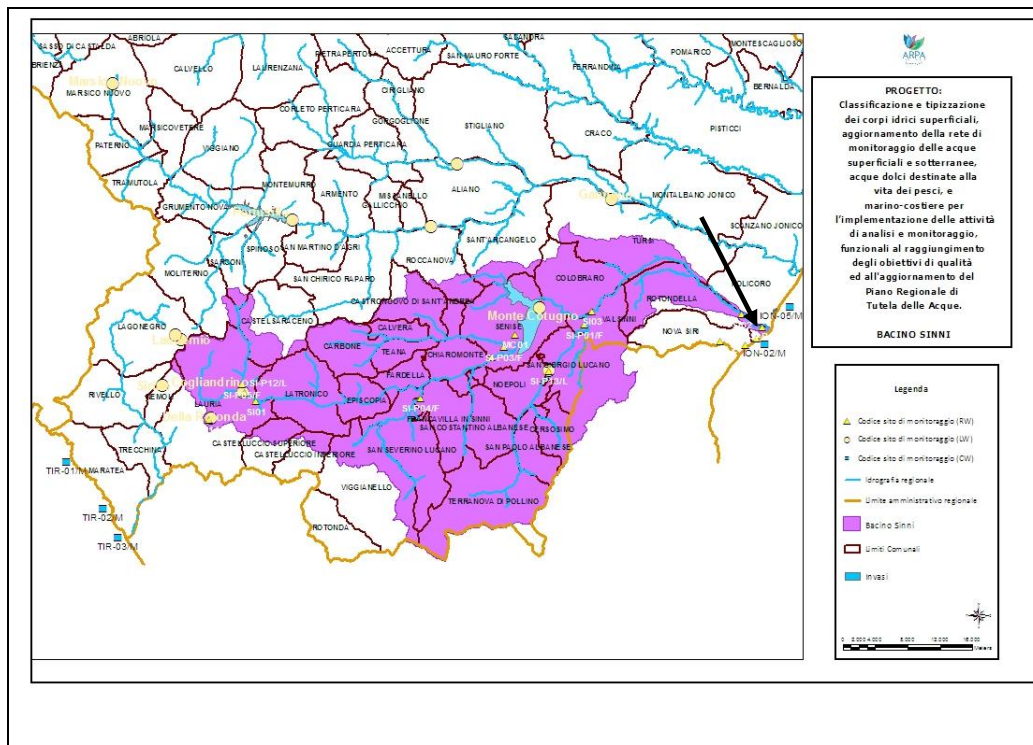 ARPA
PROGETTO:
Classificazione e tipizzazione
dei corpi idrici superficiali,
aggiornamento della rete di
monitoraggio delle acque
superficiali e sotterranee,
acque dolci destinate alla
vita dei pesci, e
marino-costiere per
l'implementazione delle attività
di analisi e monitoraggio,
funzionali al raggiungimento
degli obiettivi di qualità
ed all'aggiornamento del
Piano Regionale di
Tutela delle Acque.
BACINO SINNI
Legenda
Codice sito di monitoraggio (RW)
Codice sito di monitoraggio (LW)
Codice sito di monitoraggio (CW)
Idrografia regionale
Limite amministrativo regionale
Bacino Sinni
Limiti Comunali
Invasi
Meters
SASSO DI CASTALDA
ABRIOLA
CALVELLO
LAURENZANA
PIETRAPERTOSA
ACCETTURA
SAN MAURO FORTE
FERRANDINA
POMARICO
MONTESCAGLIOSO
BERNALDA
MARSICO NUOVO
CIRIGLIANO
CORLETO PERTICARA
GORGOGLIONE
STIGLIANO
CRACO
PISTICCI
MARSICOVETERE
PATERNO
VIGGIANO
GUARDIA PERTICARA
TRAMUTOLA
MONTEMURRO
ARMENTO
MISSANELLO
GALLICCHIO
ALIANO
MONTALBANO JONICO
GRUMENTO NOVA
SPINOSO
SAN MARTINO D'AGRI
SANT'ARCANGELO
SCANZANO JONICO
TURSI
SARCONI
ROCCANOVA
MOLITERNO
SAN CHIRICO RAPARO
COLOBRARO
CASTRONUOVO DI SANT'ANDREA
ROTONDELLA
POLICORO
CASTELSARACENO
Monte Cotugno
SENISE
SI03
VALSINNI
ION-05/M
LAGONEGRO
CALVERA
CARBONE
TEANA
MC01
SI-P01/F
NOVA SIRI
ION-02/M
CHIAROMONTE
SI-P03/F
SAN GIORGIO LUCANO
FARDELLA
NOEPOLI
SI-P13/L
Cogliandrino
SI-P12/L
SI-P05/F
RIVELLO
NEMOLI
LAURIA
SI01
LATRONICO
EPISCOPIA
SI-P04/F
FRANCAVILLA IN SINNI
SAN COSTANTINO ALBANESE
CERSOSIMO
CASTELLUCCIO SUPERIORE
CASTELLUCCIO INFERIORE
SAN SEVERINO LUCANO
SAN PAOLO ALBANESE
TRECCHINA
TIR-01/M
MARATEA
VIGGIANELLO
TERRANOVA DI POLLINO
TIR-02/M
ROTONDA
TIR-03/M